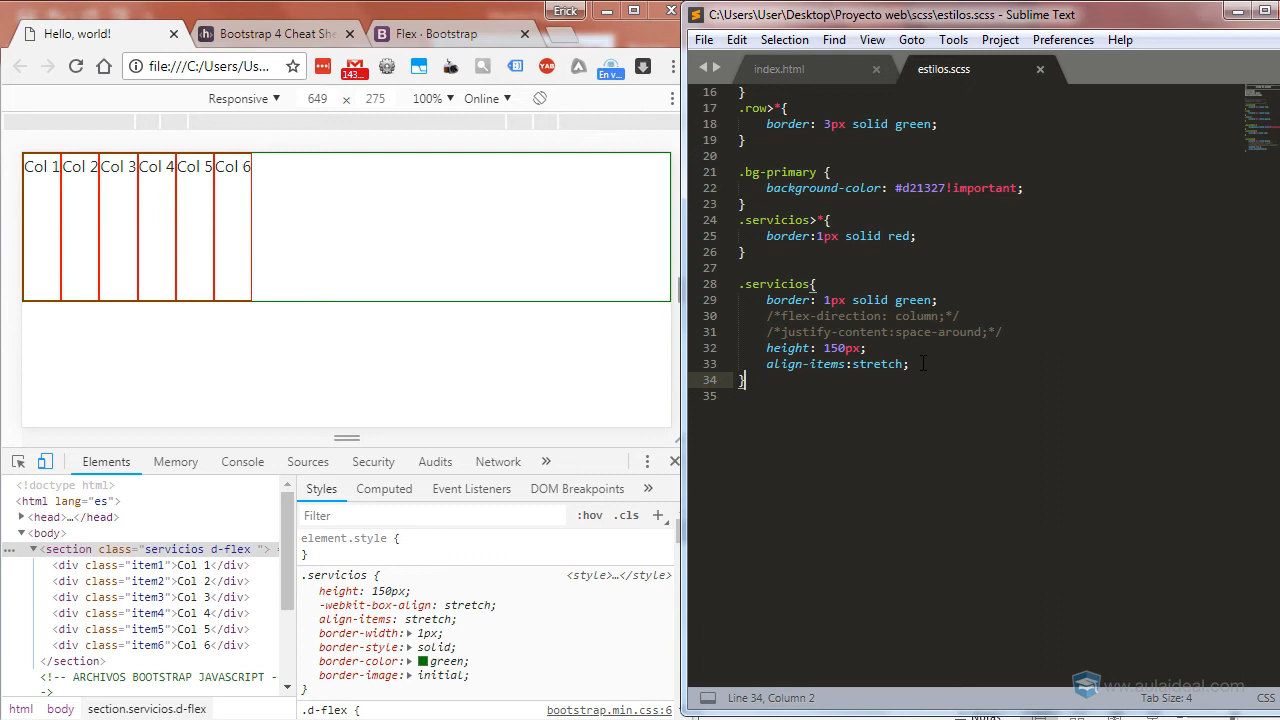 Erick
Hello, world!
Bootstrap 4 Cheat She
Flex · Bootstrap
file:///C:/Users/Us...
143...
YAB
En v...
Responsive
649
×
275
100%
Online
Col 1
Col 2
Col 3
Col 4
Col 5
Col 6
Elements
Memory
Console
Sources
Security
Audits
Network
»
<!doctype html>
<html lang="es">
<head>…</head>
<body>
<section class="servicios d-flex ">
<div class="item1">Col 1</div>
<div class="item2">Col 2</div>
<div class="item3">Col 3</div>
<div class="item4">Col 4</div>
<div class="item5">Col 5</div>
<div class="item6">Col 6</div>
</section>
<!-- ARCHIVOS BOOTSTRAP JAVASCRIPT -
->
html
body
section.servicios.d-flex
Styles
Computed
Event Listeners
DOM Breakpoints
»
Filter
:hov
.cls
+
element.style {
}
.servicios {
<style>…</style>
height: 150px;
-webkit-box-align: stretch;
align-items: stretch;
border-width: 1px;
border-style: solid;
border-color: green;
border-image: initial;
.d-flex {
bootstrap.min.css:6
C:\Users\User\Desktop\Proyecto web\scss\estilos.scss - Sublime Text
File Edit Selection Find View Goto Tools Project Preferences Help
index.html
estilos.scss
16 }
17 .row>*{
18 border: 3px solid green;
19 }
20
21 .bg-primary {
22 background-color: #d21327!important;
23 }
24 .servicios>*{
25 border:1px solid red;
26 }
27
28 .servicios{
29 border: 1px solid green;
30 /*flex-direction: column;*/
31 /*justify-content:space-around;*/
32 height: 150px;
33 align-items:stretch;
34 }
35
www.aulaideal.com
Line 34, Column 2
Tab Size: 4
CSS